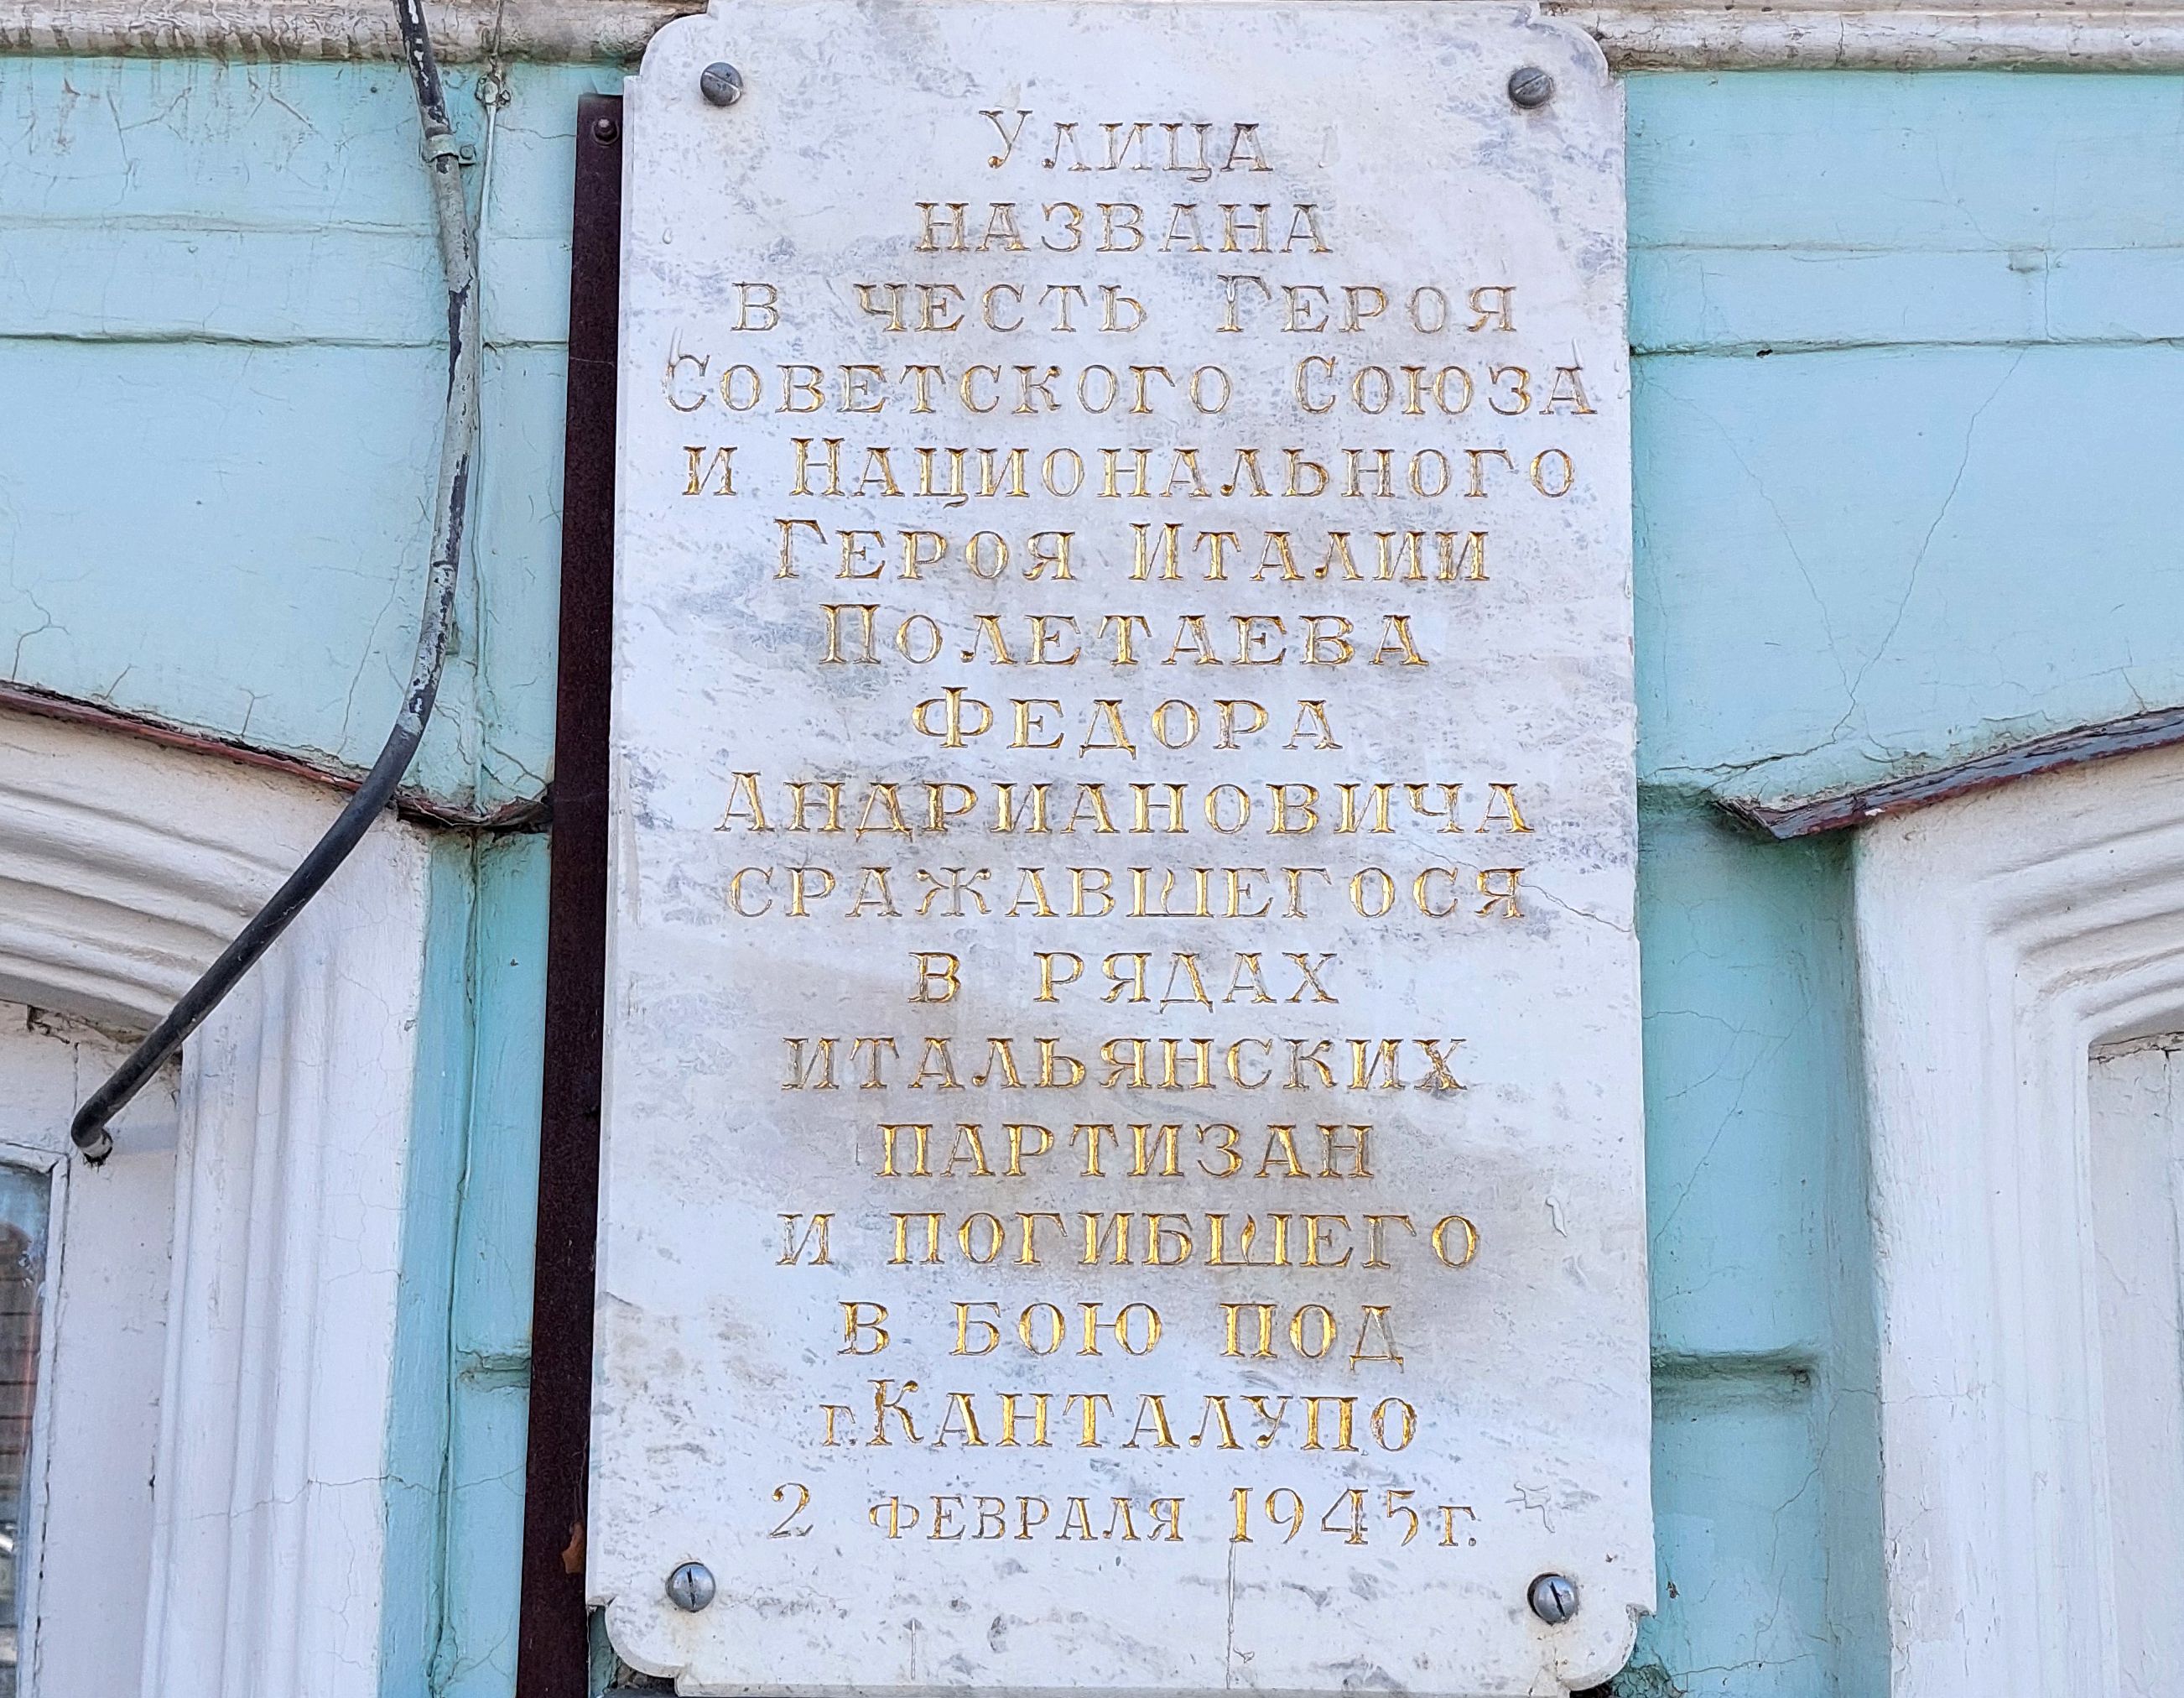 Улица
названа
в честь Героя
Советского Союза
и Национального
Героя Италии
Полетаева
Федора
Андриановича
сражавшегося
в рядах
итальянских
партизан
и погибшего
в бою под
г. Канталупо
2 февраля 1945 г.